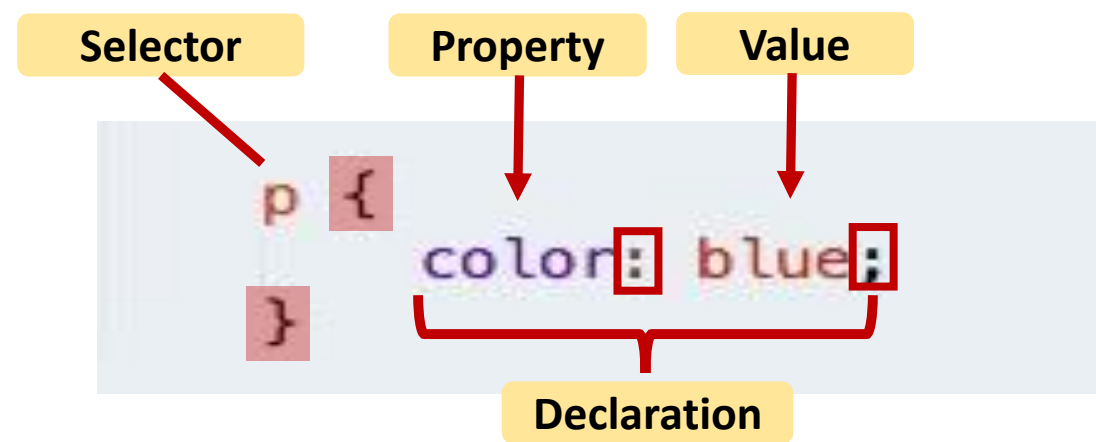 Selector Property Value
p {
color: blue;
}
Declaration